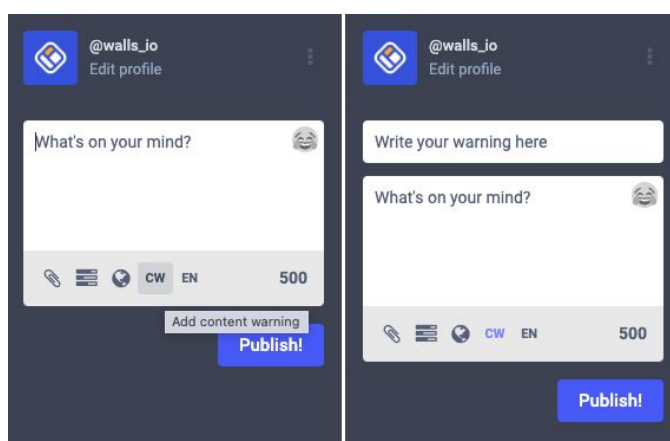 @walls_io
Edit profile
What's on your mind?
CW EN 500
Add content warning
Publish!
@walls_io
Edit profile
Write your warning here
What's on your mind?
CW EN 500
Publish!